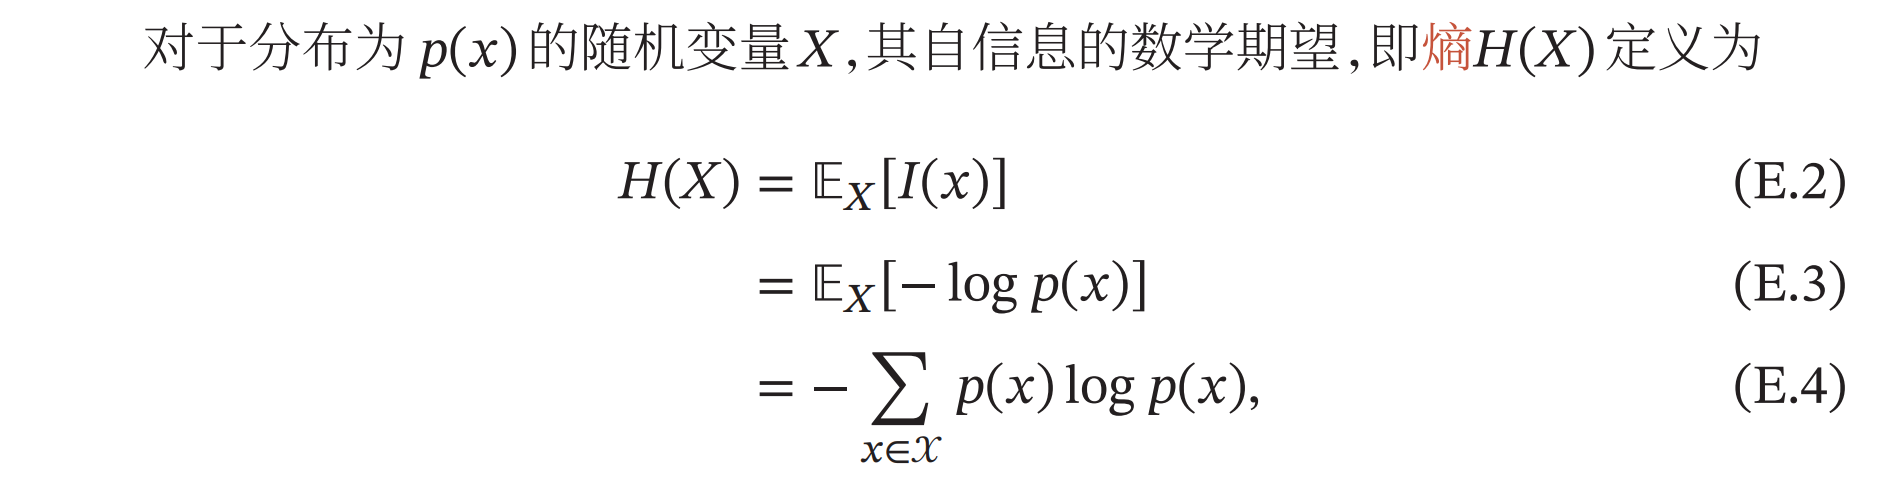 对于分布为 p(x) 的随机变量 X，其自信息的数学期望，即熵H(X) 定义为
H(X) = 𝔼_X[I(x)] (E.2)
= 𝔼_X[− log p(x)] (E.3)
= − ∑_{x∈𝒳} p(x) log p(x), (E.4)